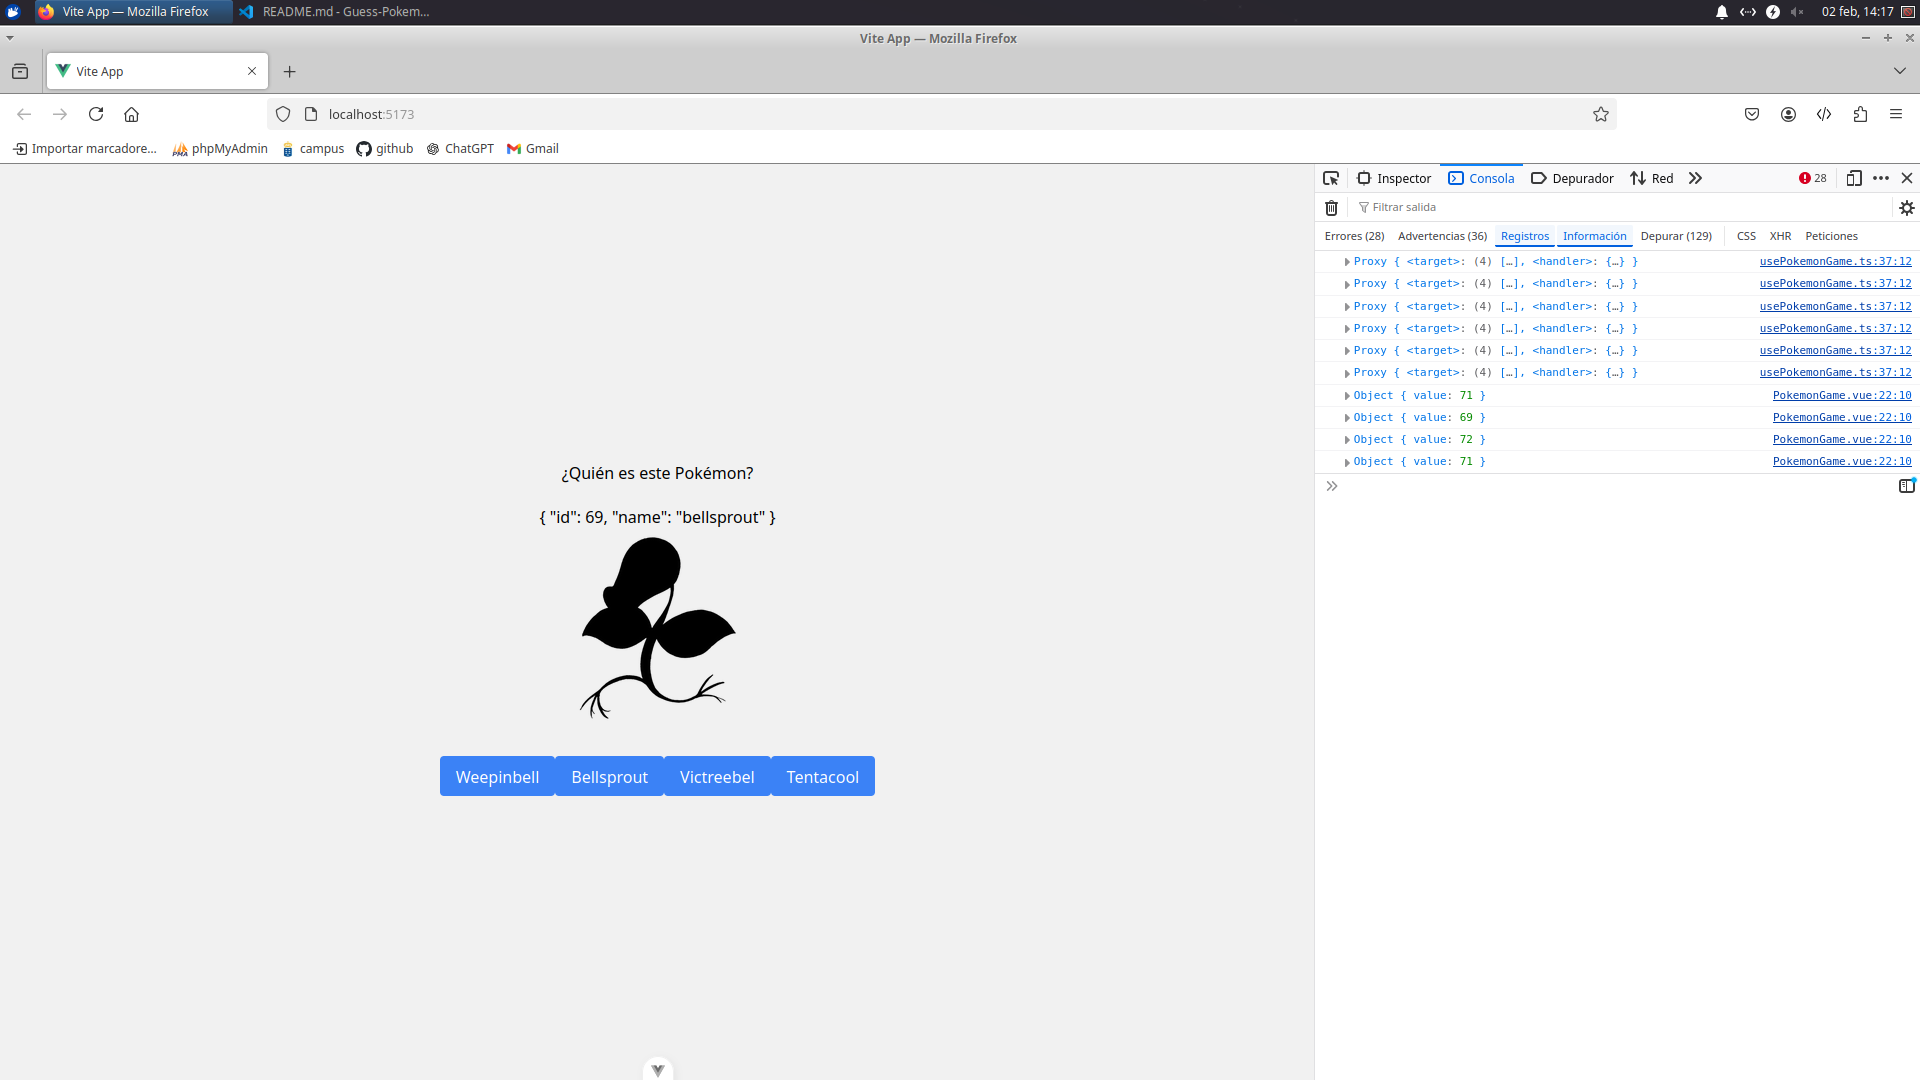 Vite App — Mozilla Firefox
README.md - Guess-Pokem...
02 feb, 14:17
Vite App — Mozilla Firefox
Vite App
localhost:5173
Importar marcadore...
phpMyAdmin
campus
github
ChatGPT
Gmail
¿Quién es este Pokémon?
{ "id": 69, "name": "bellsprout" }
Weepinbell
Bellsprout
Victreebel
Tentacool
Inspector
Consola
Depurador
Red
28
Filtrar salida
Errores (28)
Advertencias (36)
Registros
Información
Depurar (129)
CSS
XHR
Peticiones
Proxy { <target>: (4) […], <handler>: {…} } usePokemonGame.ts:37:12
Proxy { <target>: (4) […], <handler>: {…} } usePokemonGame.ts:37:12
Proxy { <target>: (4) […], <handler>: {…} } usePokemonGame.ts:37:12
Proxy { <target>: (4) […], <handler>: {…} } usePokemonGame.ts:37:12
Proxy { <target>: (4) […], <handler>: {…} } usePokemonGame.ts:37:12
Proxy { <target>: (4) […], <handler>: {…} } usePokemonGame.ts:37:12
Object { value: 71 } PokemonGame.vue:22:10
Object { value: 69 } PokemonGame.vue:22:10
Object { value: 72 } PokemonGame.vue:22:10
Object { value: 71 } PokemonGame.vue:22:10